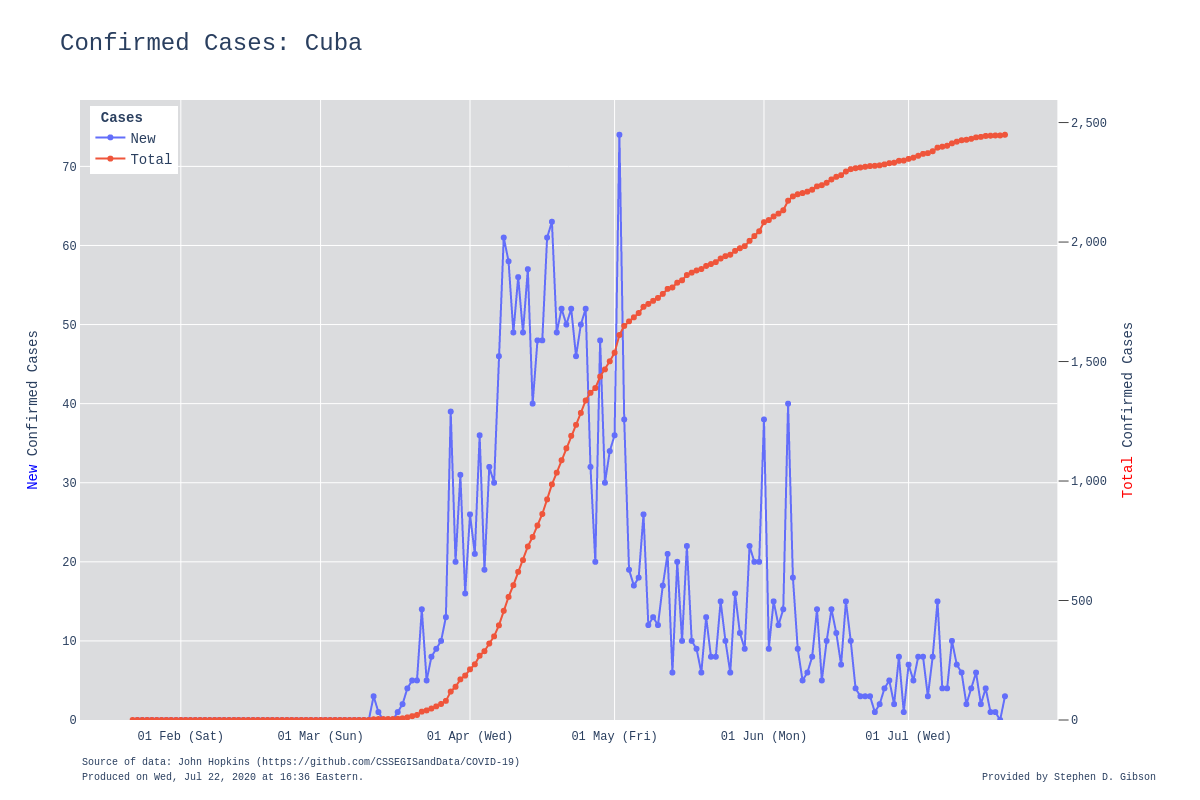 Confirmed Cases: Cuba
Cases
New
Total
70
60
50
40
30
20
10
0
New Confirmed Cases
2,500
2,000
1,500
1,000
500
0
Total Confirmed Cases
01 Feb (Sat)
01 Mar (Sun)
01 Apr (Wed)
01 May (Fri)
01 Jun (Mon)
01 Jul (Wed)
Source of data: John Hopkins (https://github.com/CSSEGISandData/COVID-19)
Produced on Wed, Jul 22, 2020 at 16:36 Eastern.
Provided by Stephen D. Gibson